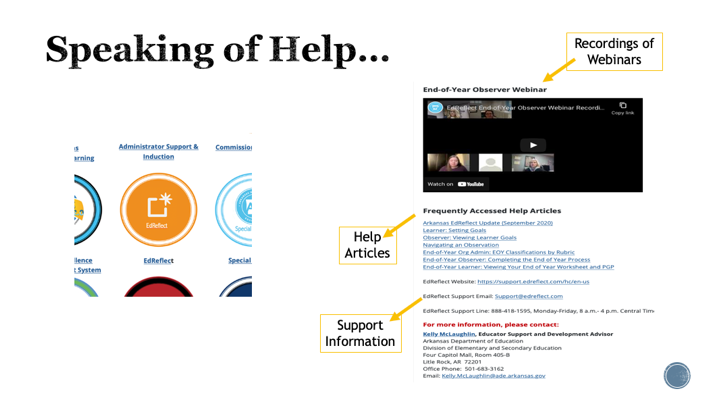 Speaking of Help...
Recordings of
Webinars
End-of-Year Observer Webinar
EdReflect End-of-Year Observer Webinar Recordi...
Copy link
Watch on YouTube
Administrator Support &
Induction
Commission
arning
EdReflect
Special
llence
t System
EdReflect
Special
Help
Articles
Frequently Accessed Help Articles
Arkansas EdReflect Update (September 2020)
Learner: Setting Goals
Observer: Viewing Learner Goals
Navigating an Observation
End-of-Year Org Admin: EOY Classifications by Rubric
End-of-Year Observer: Completing the End of Year Process
End-of-Year Learner: Viewing Your End of Year Worksheet and PGP
EdReflect Website: https://support.edreflect.com/hc/en-us
EdReflect Support Email: Support@edreflect.com
EdReflect Support Line: 888-418-1595, Monday-Friday, 8 a.m.- 4 p.m. Central Time
Support
Information
For more information, please contact:
Kelly McLaughlin, Educator Support and Development Advisor
Arkansas Department of Education
Division of Elementary and Secondary Education
Four Capitol Mall, Room 405-B
Litle Rock, AR 72201
Office Phone: 501-683-3162
Email: Kelly.McLaughlin@ade.arkansas.gov